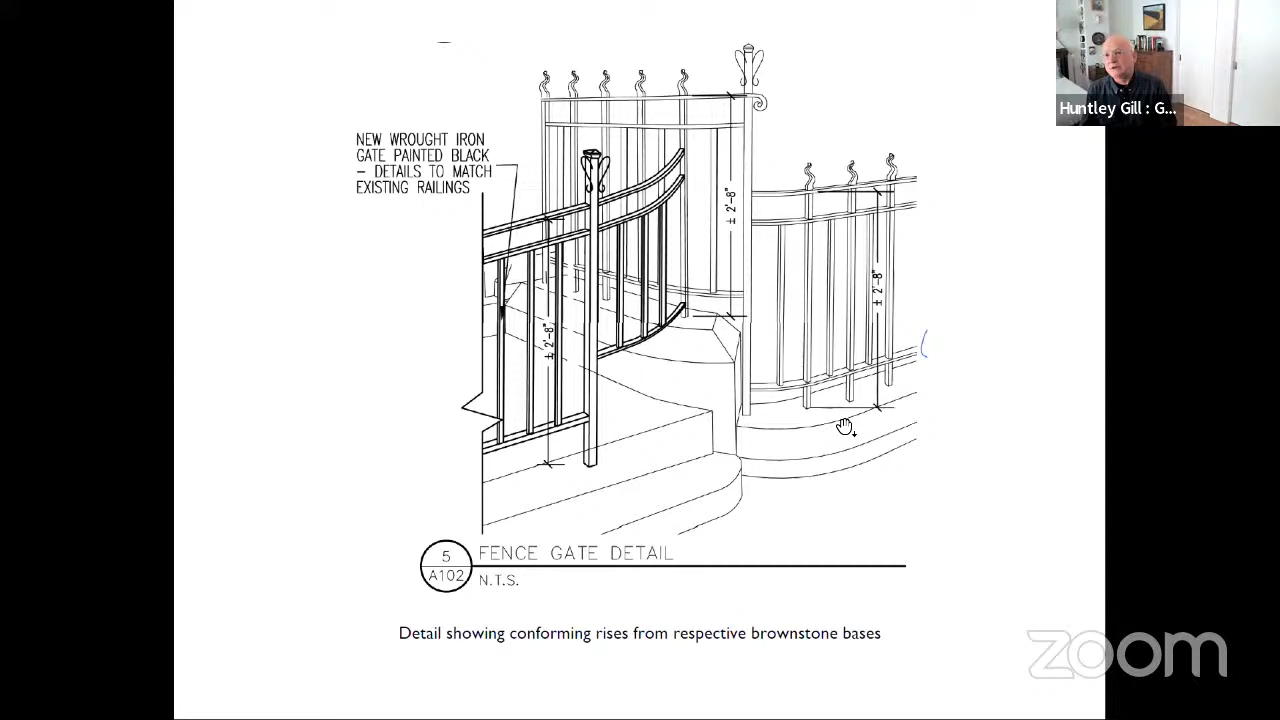 Huntley Gill : G...
NEW WROUGHT IRON
GATE PAINTED BLACK
– DETAILS TO MATCH
EXISTING RAILINGS
± 2'-8"
± 2'-8"
± 2'-8"
5
A102
FENCE GATE DETAIL
N.T.S.
Detail showing conforming rises from respective brownstone bases
zoom